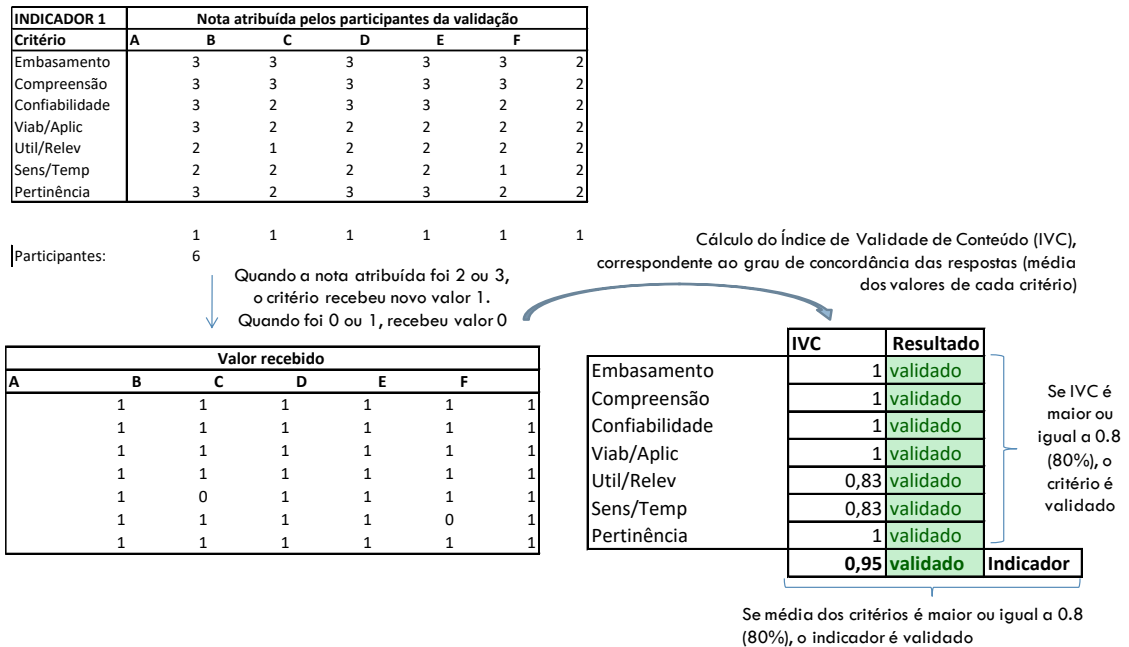 INDICADOR 1 Nota atribuída pelos participantes da validação
Critério A B C D E F
Embasamento 3 3 3 3 3 2
Compreensão 3 3 3 3 3 2
Confiabilidade 3 2 3 3 2 2
Viab/Aplic 3 2 2 2 2 2
Util/Relev 2 1 2 2 2 2
Sens/Temp 2 2 2 2 1 2
Pertinência 3 2 3 3 2 2
1 1 1 1 1 1
Participantes: 6
Quando a nota atribuída foi 2 ou 3,
o critério recebeu novo valor 1.
Quando foi 0 ou 1, recebeu valor 0
Cálculo do Índice de Validade de Conteúdo (IVC),
correspondente ao grau de concordância das respostas (média
dos valores de cada critério)
Valor recebido
A B C D E F
1 1 1 1 1 1
1 1 1 1 1 1
1 1 1 1 1 1
1 1 1 1 1 1
1 0 1 1 1 1
1 1 1 1 0 1
1 1 1 1 1 1
IVC Resultado
Embasamento 1 validado
Compreensão 1 validado
Confiabilidade 1 validado
Viab/Aplic 1 validado
Util/Relev 0,83 validado
Sens/Temp 0,83 validado
Pertinência 1 validado
0,95 validado Indicador
Se IVC é
maior ou
igual a 0.8
(80%), o
critério é
validado
Se média dos critérios é maior ou igual a 0.8
(80%), o indicador é validado